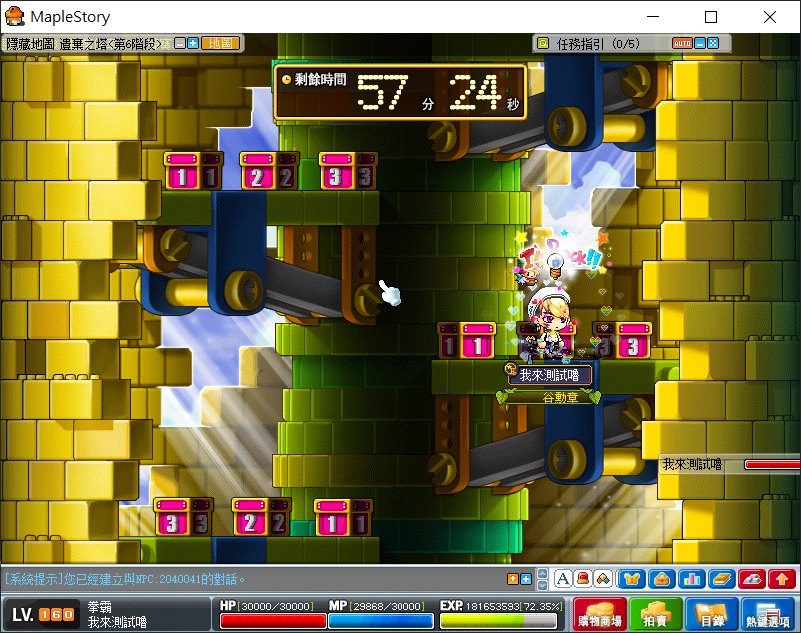 MapleStory
隱藏地圖 遺棄之塔<第6階段>
地圖
任務指引 (0/5)
AUTO
剩餘時間 57 分 24 秒
1 1 2 2 3 3
1 1 3 3
我來測試嚕
谷動章
我來測試嚕
3 3 2 2 1 1
[系統提示]您已經建立與NPC:2040041的對話。
A
LV. 160
拳霸
我來測試嚕
HP[30000/30000] MP[29868/30000] EXP. 181653593[72.35%]
購物商場
拍賣
目錄
熱鍵選項